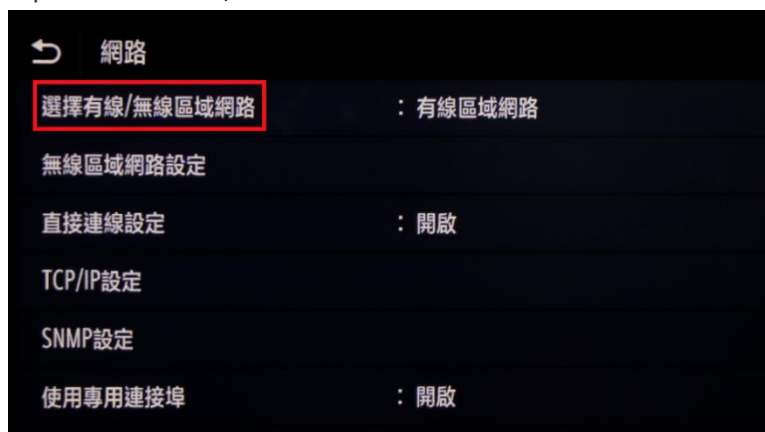 網路
選擇有線/無線區域網路 : 有線區域網路
無線區域網路設定
直接連線設定 : 開啟
TCP/IP設定
SNMP設定
使用專用連接埠 : 開啟